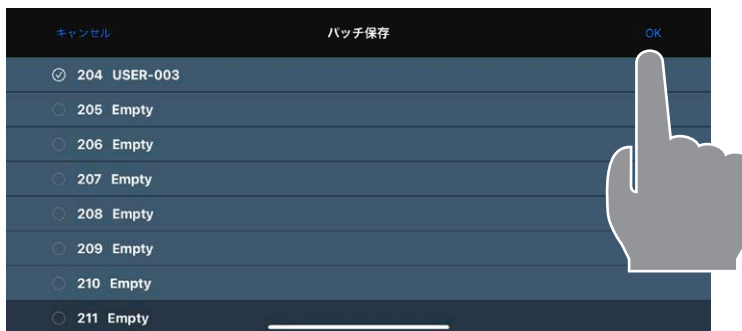 キャンセル パッチ保存 OK
204 USER-003
205 Empty
206 Empty
207 Empty
208 Empty
209 Empty
210 Empty
211 Empty